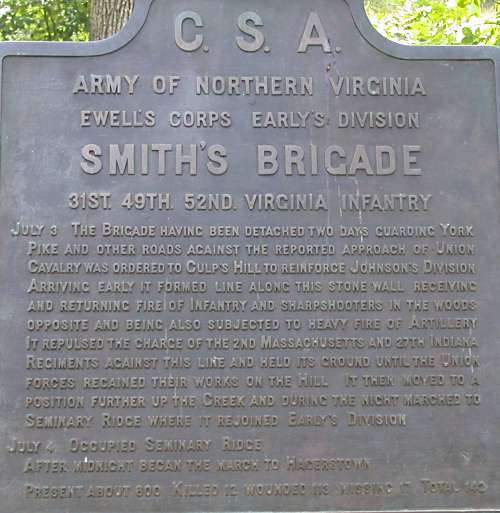 C. S. A.
ARMY OF NORTHERN VIRGINIA
EWELL'S CORPS EARLY'S DIVISION
SMITH'S BRIGADE
31ST. 49TH. 52ND. VIRGINIA INFANTRY
JULY 3 THE BRIGADE HAVING BEEN DETACHED TWO DAYS GUARDING YORK
PIKE AND OTHER ROADS AGAINST THE REPORTED APPROACH OF UNION
CAVALRY WAS ORDERED TO CULP'S HILL TO REINFORCE JOHNSON'S DIVISION
ARRIVING EARLY IT FORMED LINE ALONG THIS STONE WALL RECEIVING
AND RETURNING FIRE OF INFANTRY AND SHARPSHOOTERS IN THE WOODS
OPPOSITE AND BEING ALSO SUBJECTED TO HEAVY FIRE OF ARTILLERY
IT REPULSED THE CHARGE OF THE 2ND MASSACHUSETTS AND 27TH INDIANA
REGIMENTS AGAINST THIS LINE AND HELD ITS GROUND UNTIL THE UNION
FORCES REGAINED THEIR WORKS ON THE HILL IT THEN MOVED TO A
POSITION FURTHER UP THE CREEK AND DURING THE NIGHT MARCHED TO
SEMINARY RIDGE WHERE IT REJOINED EARLY'S DIVISION
JULY 4 OCCUPIED SEMINARY RIDGE
AFTER MIDNIGHT BEGAN THE MARCH TO HAGERSTOWN
PRESENT ABOUT 800 KILLED 12 WOUNDED 113 MISSING 17 TOTAL 142